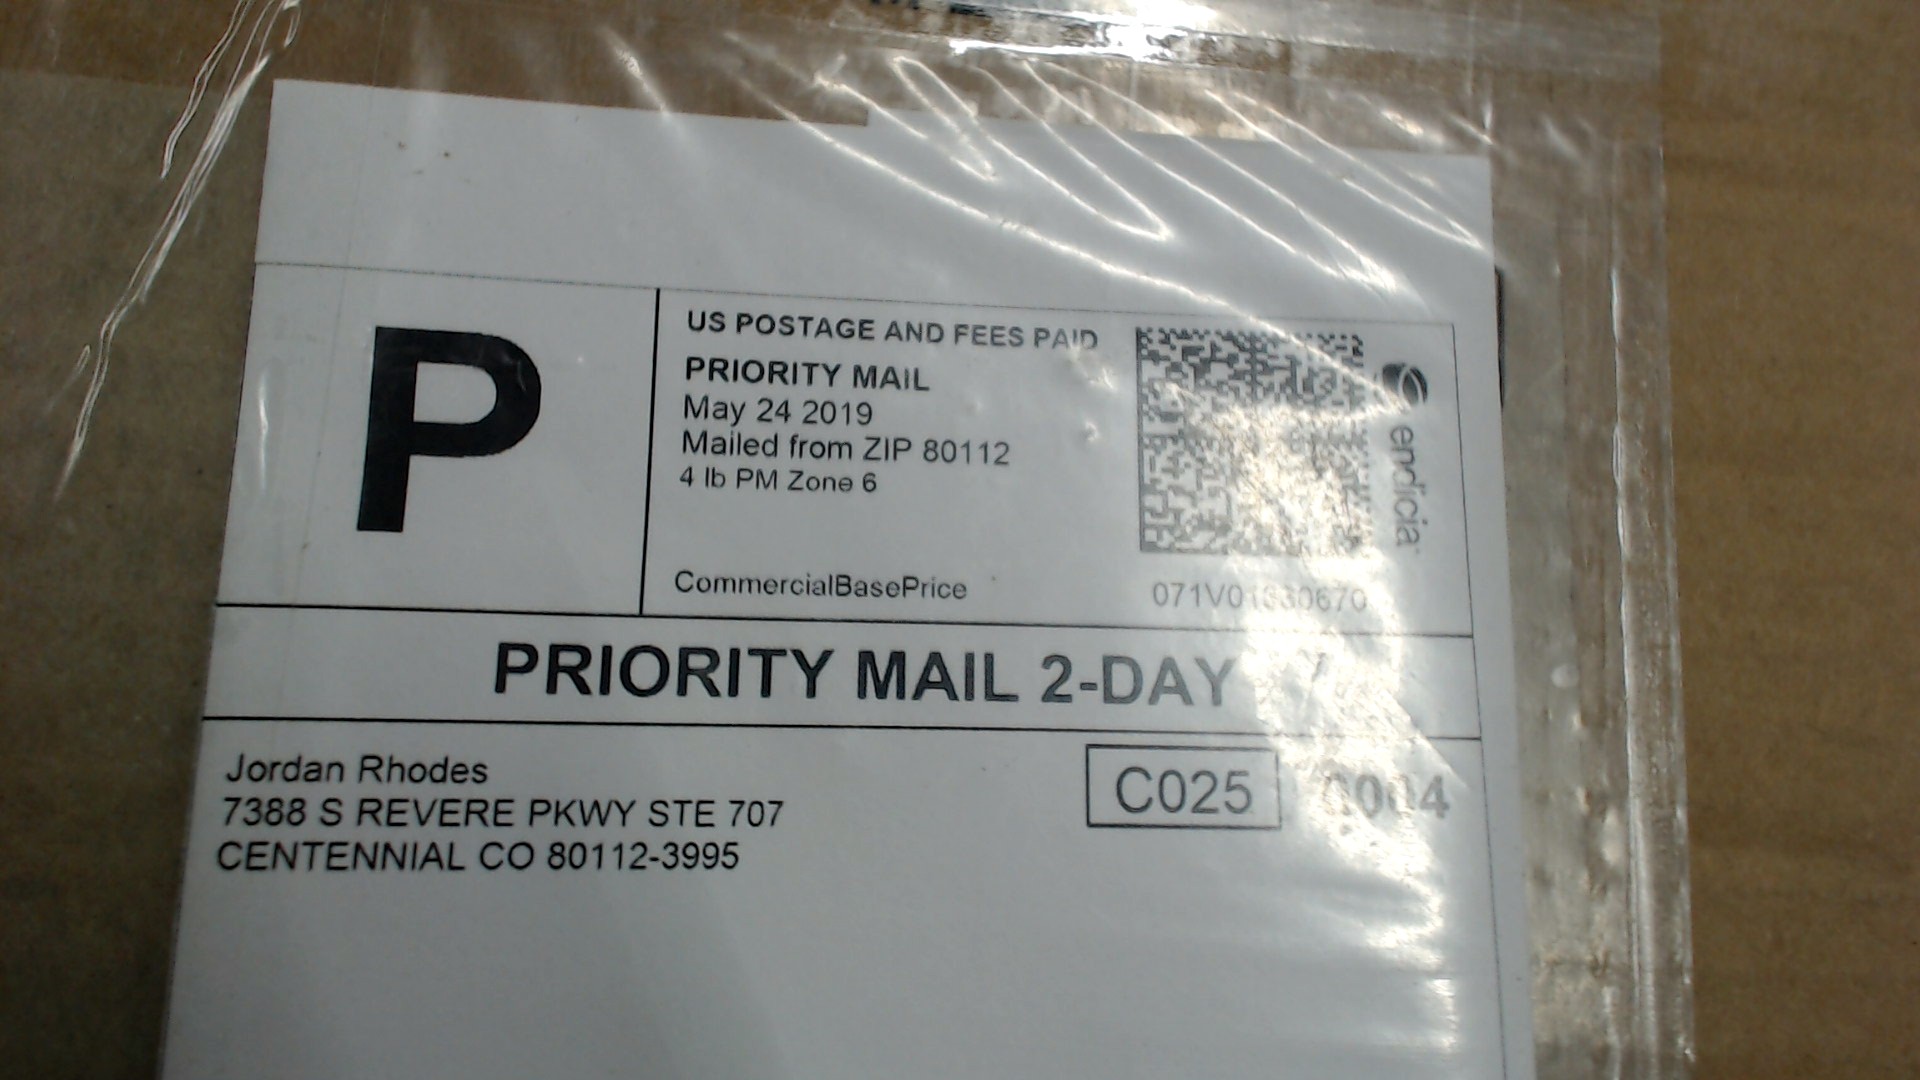 P
US POSTAGE AND FEES PAID
PRIORITY MAIL
May 24 2019
Mailed from ZIP 80112
4 lb PM Zone 6
CommercialBasePrice
endicia
PRIORITY MAIL 2-DAY
Jordan Rhodes
7388 S REVERE PKWY STE 707
CENTENNIAL CO 80112-3995
C025